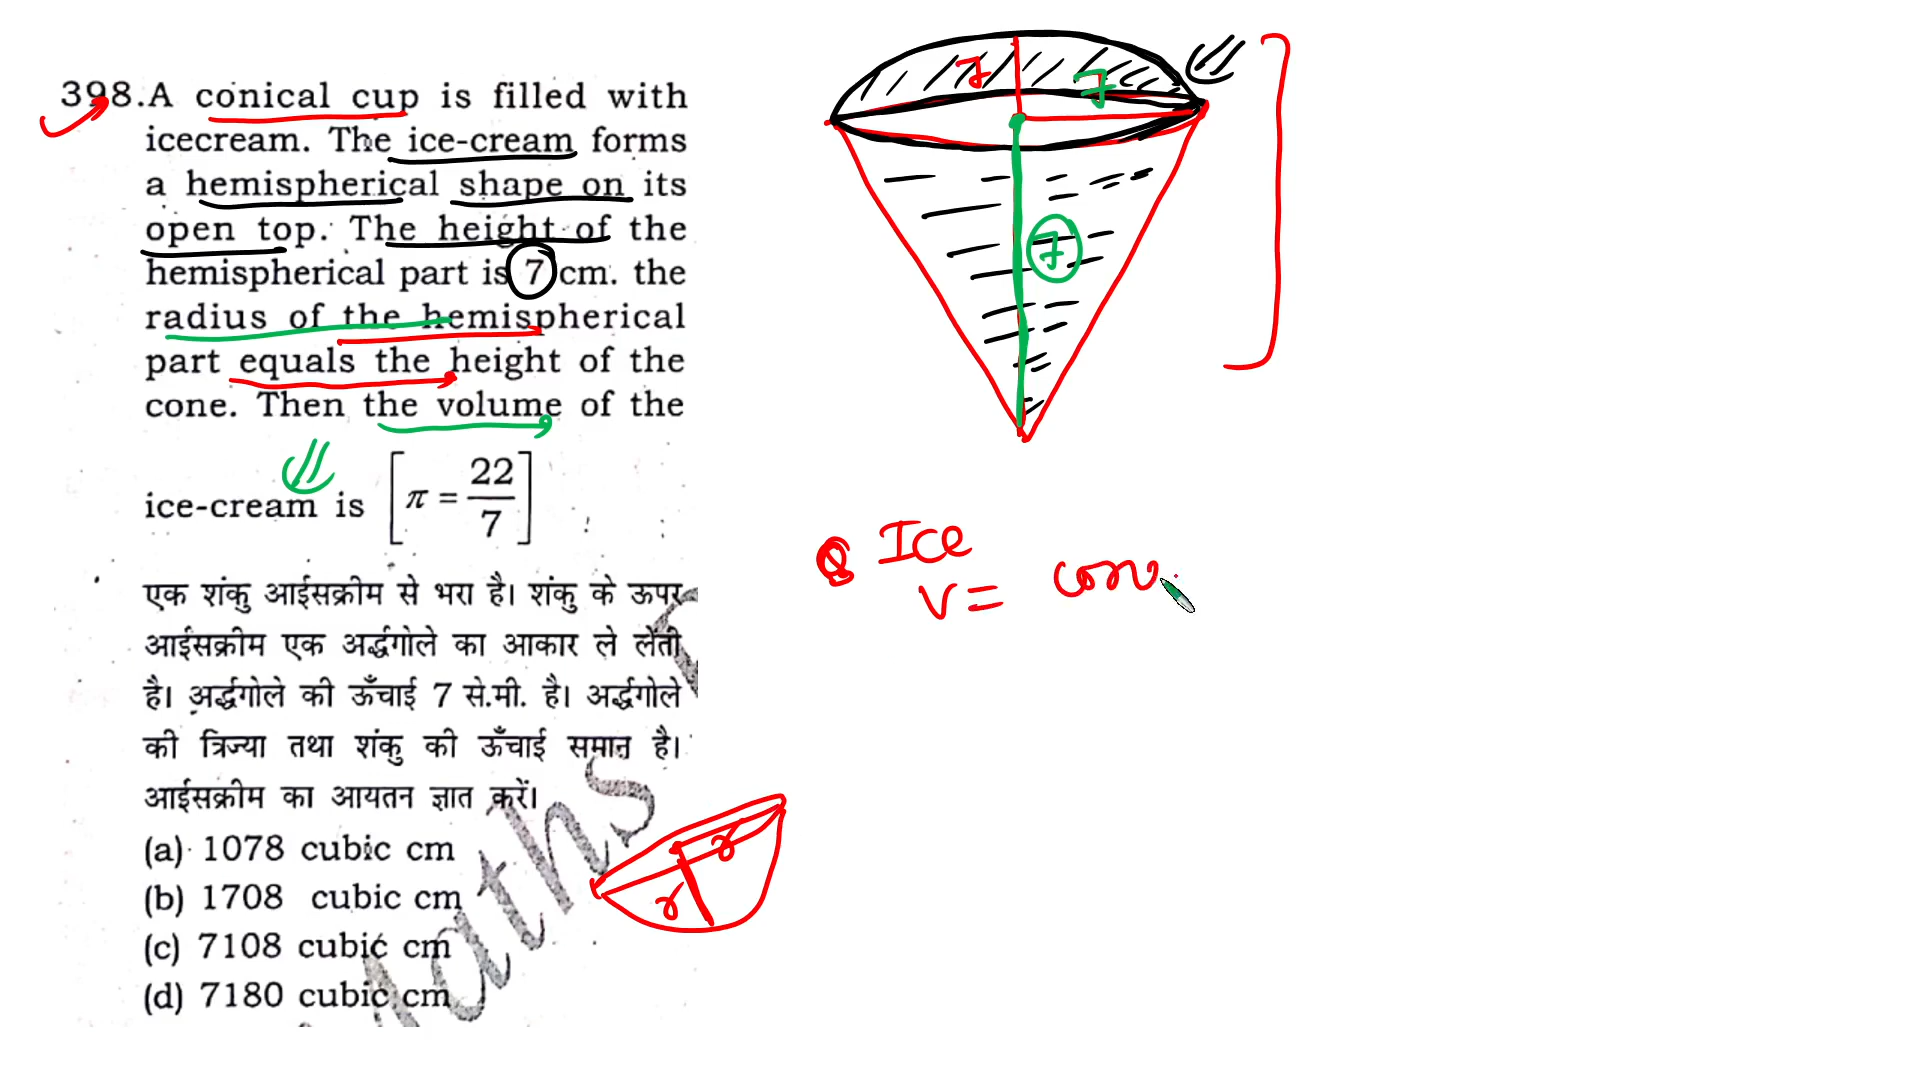 398. A conical cup is filled with
icecream. The ice-cream forms
a hemispherical shape on its
open top. The height of the
hemispherical part is 7 cm. the
radius of the hemispherical
part equals the height of the
cone. Then the volume of the
ice-cream is [π = 22/7]
एक शंकु आईसक्रीम से भरा है। शंकु के ऊपर
आईसक्रीम एक अर्द्धगोले का आकार ले लेती
है। अर्द्धगोले की ऊँचाई 7 से.मी. है। अर्द्धगोले
की त्रिज्या तथा शंकु की ऊँचाई समान है।
आईसक्रीम का आयतन ज्ञात करें।
(a) 1078 cubic cm
(b) 1708 cubic cm
(c) 7108 cubic cm
(d) 7180 cubic cm
Maths
r
r
7
7
7
Ice
V = con